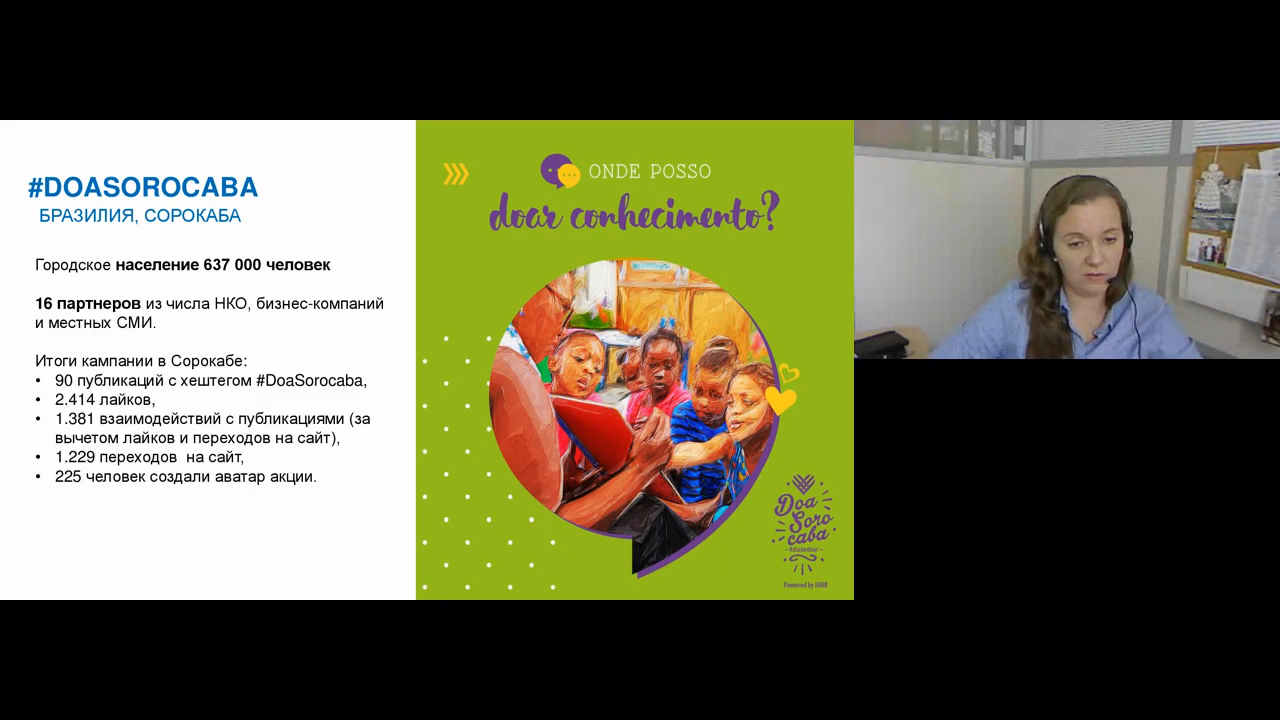 #DOASOROCABA
БРАЗИЛИЯ, СОРОКАБА
Городское население 637 000 человек
16 партнеров из числа НКО, бизнес-компаний
и местных СМИ.
Итоги кампании в Сорокабе:
• 90 публикаций с хештегом #DoaSorocaba,
• 2.414 лайков,
• 1.381 взаимодействий с публикациями (за
вычетом лайков и переходов на сайт),
• 1.229 переходов на сайт,
• 225 человек создали аватар акции.
ONDE POSSO
doar conhecimento?
Doa
Soro
caba
#diadedoar
Powered by IAHB